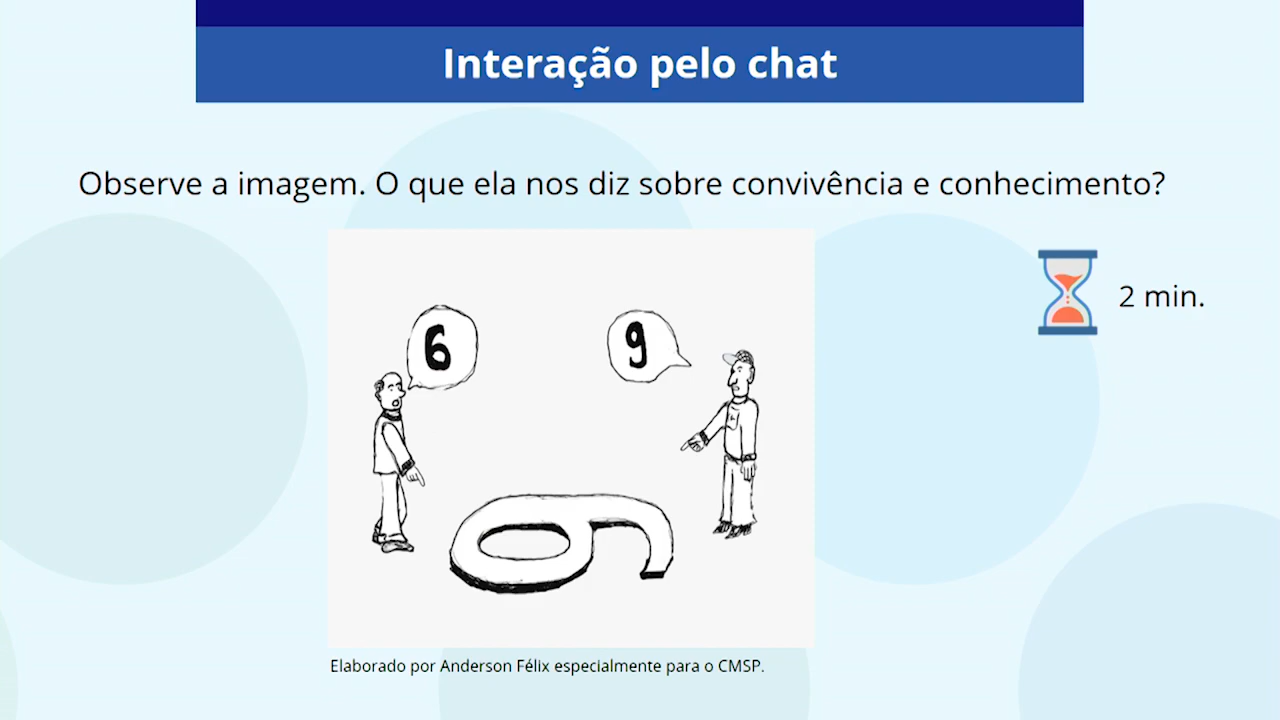 Interação pelo chat
Observe a imagem. O que ela nos diz sobre convivência e conhecimento?
2 min.
6
9
Elaborado por Anderson Félix especialmente para o CMSP.